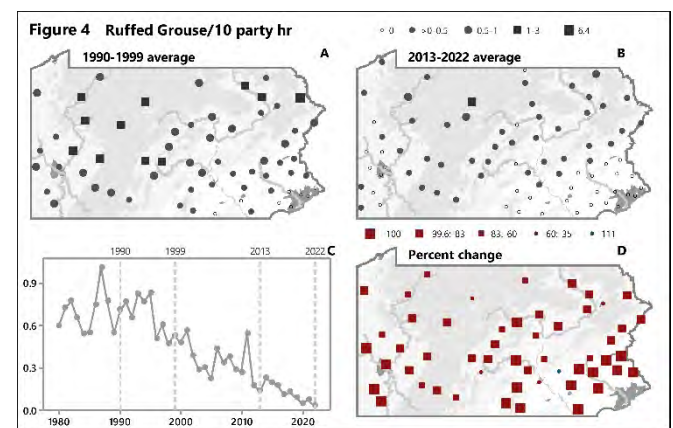 Figure 4 Ruffed Grouse/10 party hr
0 >0-0.5 0.5-1 1-3 6.4
1990-1999 average A
2013-2022 average B
100 99.6: 83 83: 60 60: 35 111
1990 1999 2013 2022 C
Percent change D
0.9
0.6
0.3
0.0
1980 1990 2000 2010 2020